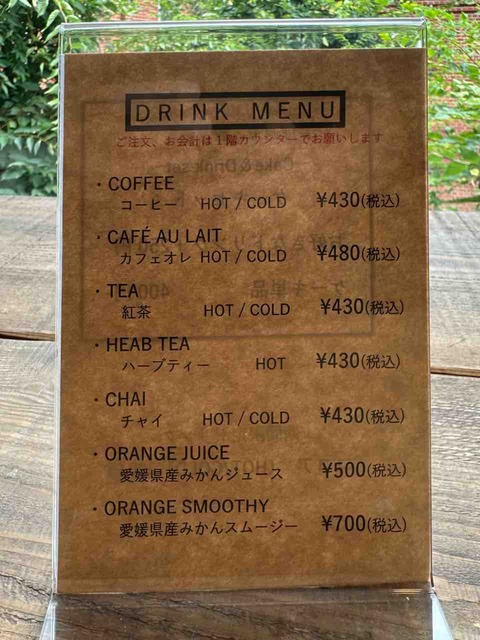 DRINK MENU
ご注文、お会計は1階カウンターでお願いします
・COFFEE
コーヒー HOT / COLD ¥430(税込)
・CAFÉ AU LAIT
カフェオレ HOT / COLD ¥480(税込)
・TEA
紅茶 HOT / COLD ¥430(税込)
・HEAB TEA
ハーブティー HOT ¥430(税込)
・CHAI
チャイ HOT / COLD ¥430(税込)
・ORANGE JUICE
愛媛県産みかんジュース ¥500(税込)
・ORANGE SMOOTHY
愛媛県産みかんスムージー ¥700(税込)